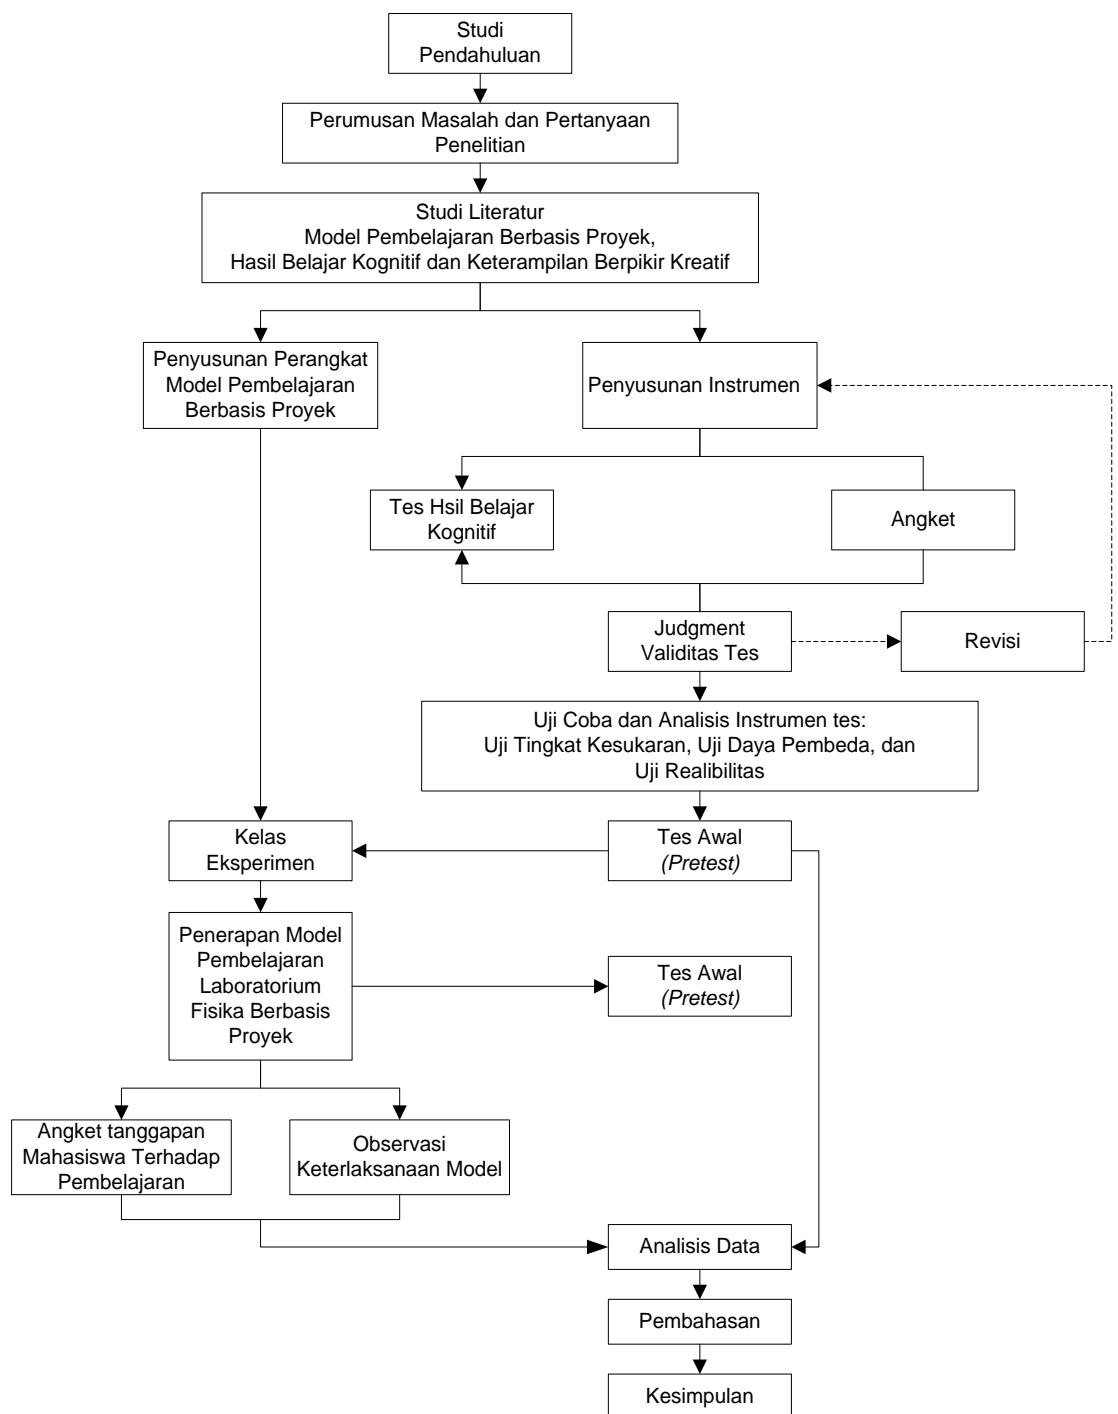 Studi
Pendahuluan
Perumusan Masalah dan Pertanyaan
Penelitian
Studi Literatur
Model Pembelajaran Berbasis Proyek,
Hasil Belajar Kognitif dan Keterampilan Berpikir Kreatif
Penyusunan Perangkat
Model Pembelajaran
Berbasis Proyek
Penyusunan Instrumen
Tes Hsil Belajar
Kognitif
Angket
Judgment
Validitas Tes
Revisi
Uji Coba dan Analisis Instrumen tes:
Uji Tingkat Kesukaran, Uji Daya Pembeda, dan
Uji Realibilitas
Kelas
Eksperimen
Tes Awal
(Pretest)
Penerapan Model
Pembelajaran
Laboratorium
Fisika Berbasis
Proyek
Tes Awal
(Pretest)
Angket tanggapan
Mahasiswa Terhadap
Pembelajaran
Observasi
Keterlaksanaan Model
Analisis Data
Pembahasan
Kesimpulan